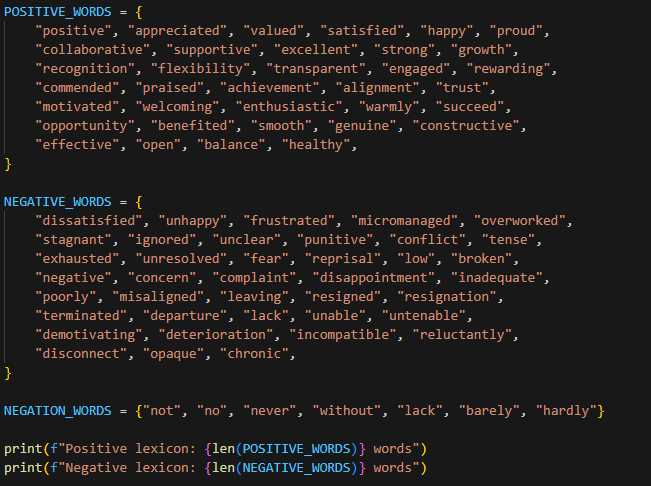 POSITIVE_WORDS = {
    "positive", "appreciated", "valued", "satisfied", "happy", "proud",
    "collaborative", "supportive", "excellent", "strong", "growth",
    "recognition", "flexibility", "transparent", "engaged", "rewarding",
    "commended", "praised", "achievement", "alignment", "trust",
    "motivated", "welcoming", "enthusiastic", "warmly", "succeed",
    "opportunity", "benefited", "smooth", "genuine", "constructive",
    "effective", "open", "balance", "healthy",
}

NEGATIVE_WORDS = {
    "dissatisfied", "unhappy", "frustrated", "micromanaged", "overworked",
    "stagnant", "ignored", "unclear", "punitive", "conflict", "tense",
    "exhausted", "unresolved", "fear", "reprisal", "low", "broken",
    "negative", "concern", "complaint", "disappointment", "inadequate",
    "poorly", "misaligned", "leaving", "resigned", "resignation",
    "terminated", "departure", "lack", "unable", "untenable",
    "demotivating", "deterioration", "incompatible", "reluctantly",
    "disconnect", "opaque", "chronic",
}

NEGATION_WORDS = {"not", "no", "never", "without", "lack", "barely", "hardly"}

print(f"Positive lexicon: {len(POSITIVE_WORDS)} words")
print(f"Negative lexicon: {len(NEGATIVE_WORDS)} words")